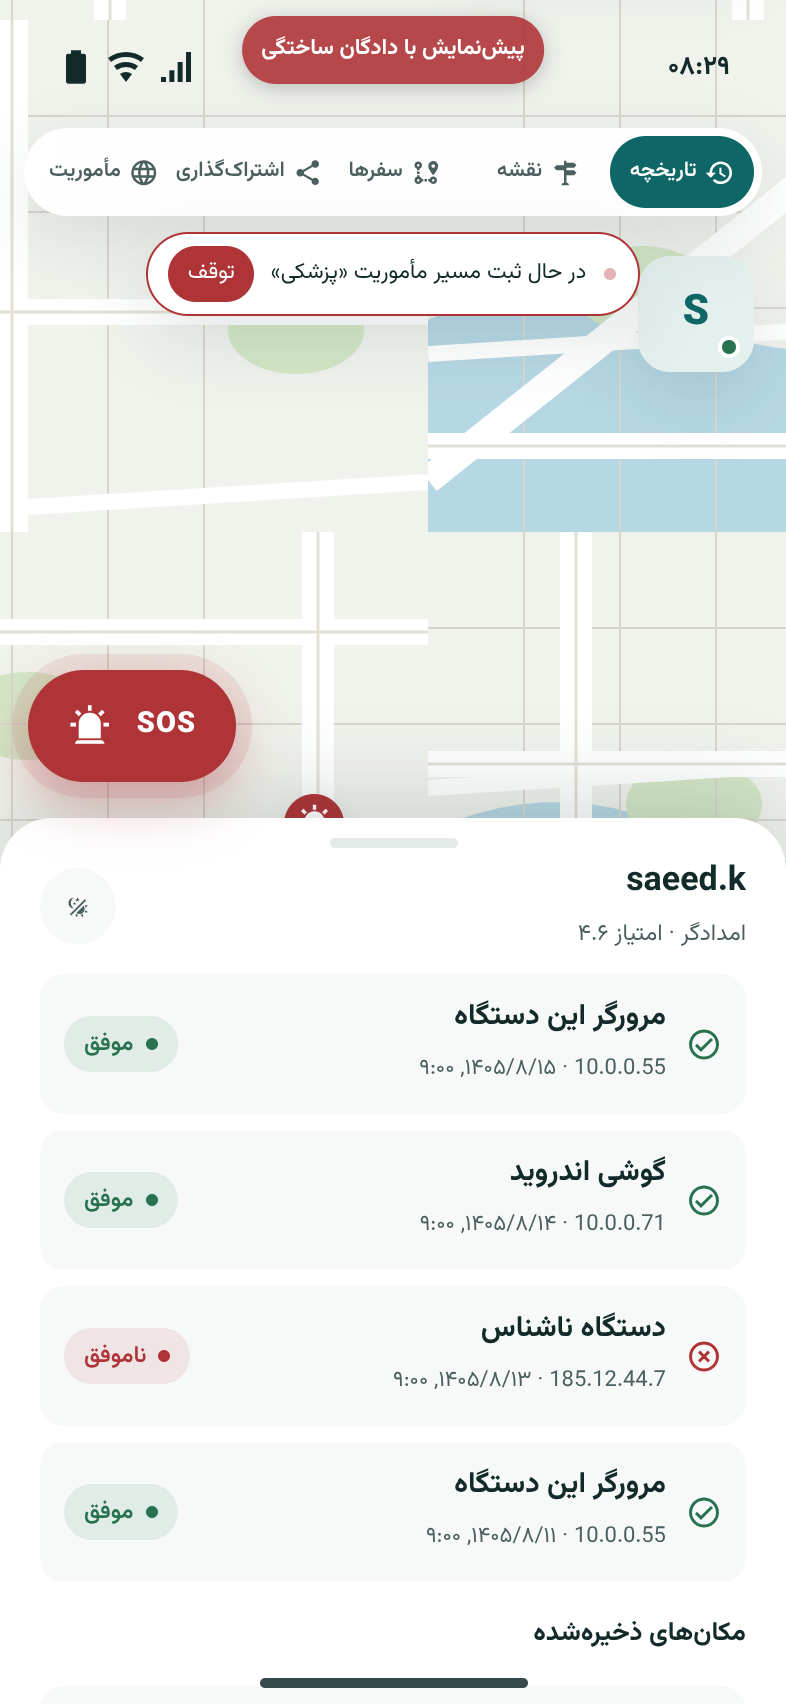 پیش‌نمایش با دادگان ساختگی
۰۸:۲۹
تاریخچه
نقشه
سفرها
اشتراک‌گذاری
مأموریت
در حال ثبت مسیر مأموریت «پزشکی»
توقف
S
SOS
saeed.k
امدادگر · امتیاز ۴.۶
مرورگر این دستگاه
10.0.0.55 · ۱۴۰۵/۸/۱۵, ۹:۰۰
موفق
گوشی اندروید
10.0.0.71 · ۱۴۰۵/۸/۱۴, ۹:۰۰
موفق
دستگاه ناشناس
185.12.44.7 · ۱۴۰۵/۸/۱۳, ۹:۰۰
ناموفق
مرورگر این دستگاه
10.0.0.55 · ۱۴۰۵/۸/۱۱, ۹:۰۰
موفق
مکان‌های ذخیره‌شده